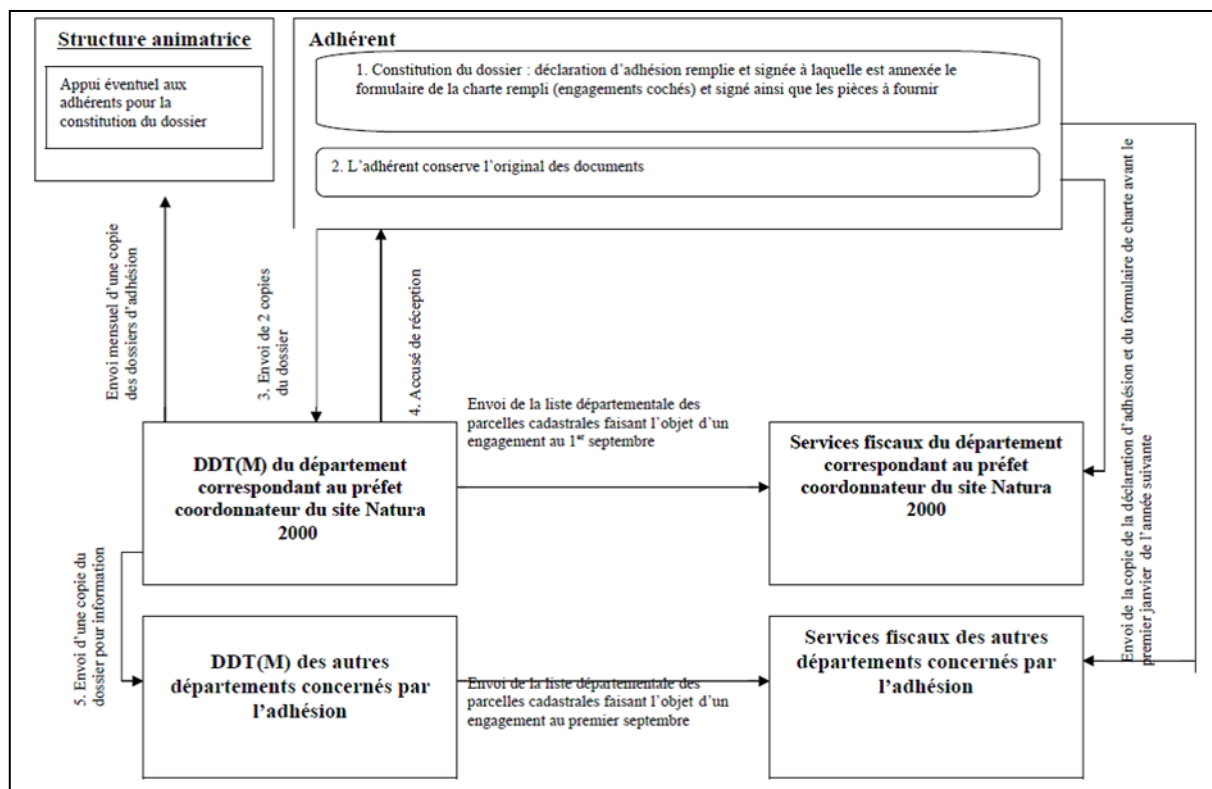 Structure animatrice
Appui éventuel aux
adhérents pour la
constitution du dossier
Adhérent
1. Constitution du dossier : déclaration d’adhésion remplie et signée à laquelle est annexée le
formulaire de la charte rempli (engagements cochés) et signé ainsi que les pièces à fournir
2. L’adhérent conserve l’original des documents
Envoi mensuel d’une copie
des dossiers d’adhésion
3. Envoi de 2 copies
du dossier
4. Accusé de réception
Envoi de la liste départementale des
parcelles cadastrales faisant l’objet d’un
engagement au 1er septembre
Envoi de la copie de la déclaration d’adhésion et du formulaire de charte avant le
premier janvier de l’année suivante
DDT(M) du département
correspondant au préfet
coordonnateur du site Natura
2000
Services fiscaux du département
correspondant au préfet
coordonnateur du site Natura
2000
5. Envoi d’une copie du
dossier pour information
DDT(M) des autres
départements concernés par
l’adhésion
Envoi de la liste départementale des
parcelles cadastrales faisant l’objet d’un
engagement au premier septembre
Services fiscaux des autres
départements concernés par
l’adhésion